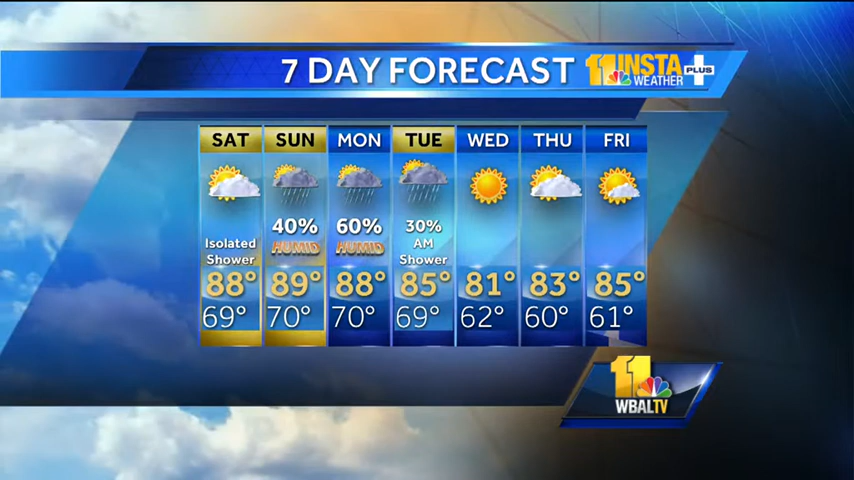 7 DAY FORECAST
11 INSTA
WEATHER PLUS
SAT SUN MON TUE WED THU FRI
Isolated
Shower
40%
HUMID
60%
HUMID
30%
AM
Shower
88° 89° 88° 85° 81° 83° 85°
69° 70° 70° 69° 62° 60° 61°
11
WBALTV